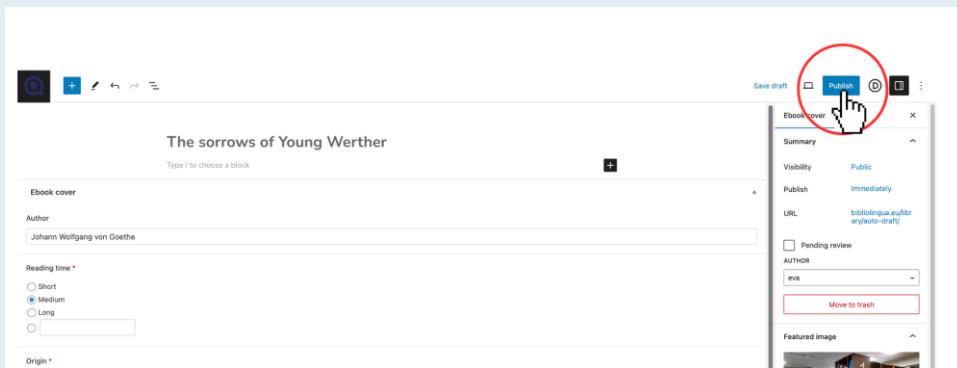 Save draft
Publish
The sorrows of Young Werther
Type / to choose a block
Ebook cover
Author
Johann Wolfgang von Goethe
Reading time *
Short
Medium
Long
Origin *
Ebook cover
Summary
Visibility Public
Publish Immediately
URL bibliolingua.eu/libr
ary/auto-draft/
Pending review
AUTHOR
eva
Move to trash
Featured image